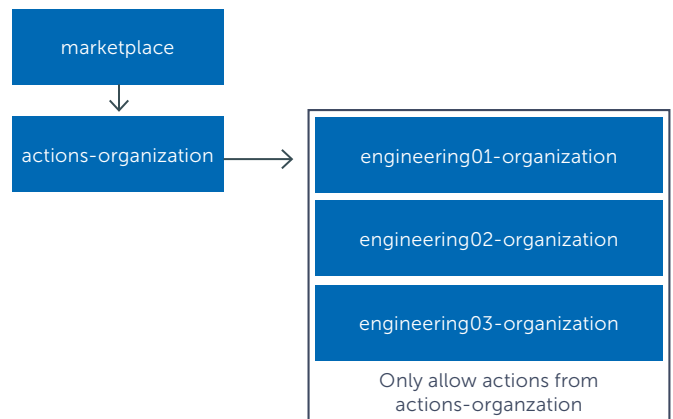 marketplace
actions-organization
engineering01-organization
engineering02-organization
engineering03-organization
Only allow actions from
actions-organzation